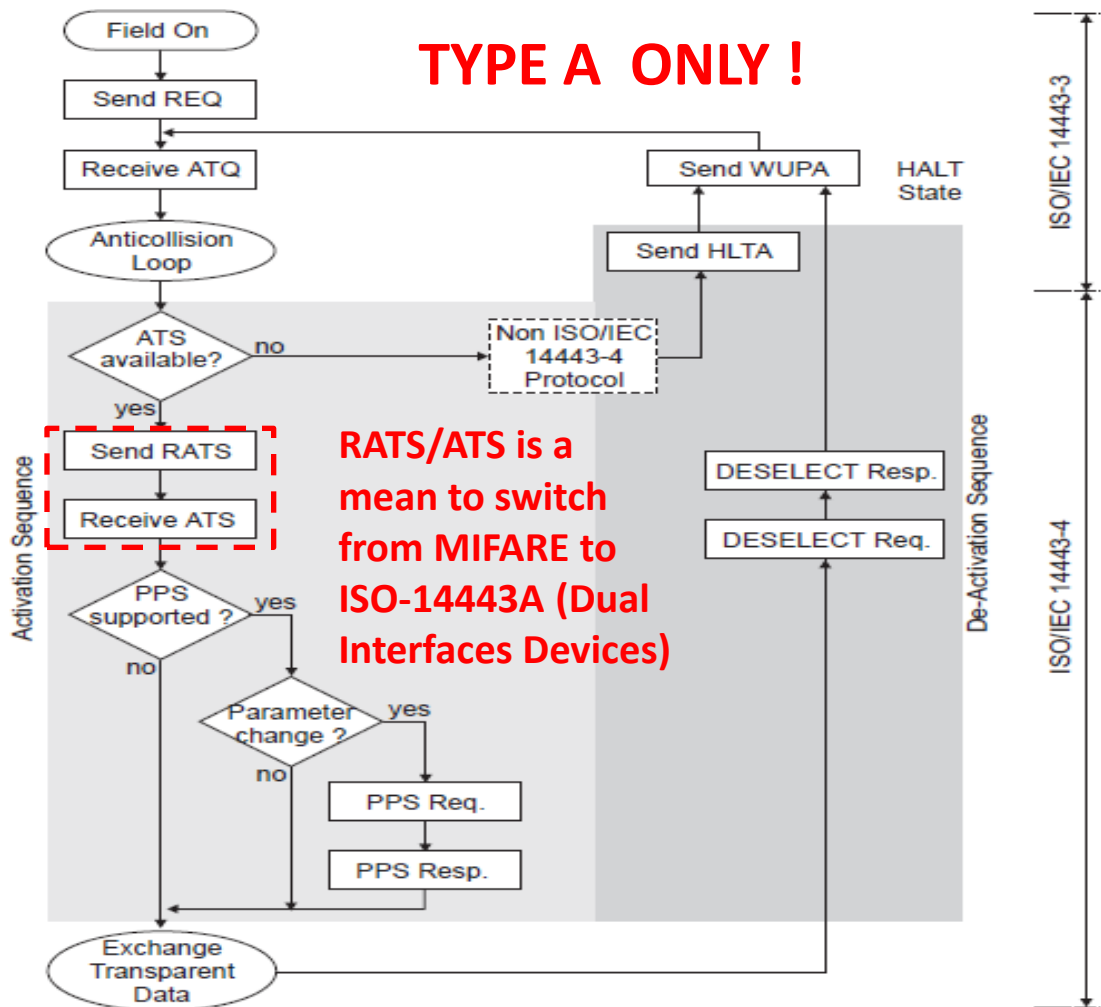 Field On
TYPE A ONLY !
Send REQ
Receive ATQ
Send WUPA
HALT
State
ISO/IEC 14443-3
Anticollision
Loop
Send HLTA
ATS
available?
no
Non ISO/IEC
14443-4
Protocol
yes
Send RATS
Receive ATS
RATS/ATS is a
mean to switch
from MIFARE to
ISO-14443A (Dual
Interfaces Devices)
DESELECT Resp.
DESELECT Req.
Activation Sequence
De-Activation Sequence
ISO/IEC 14443-4
PPS
supported ?
yes
no
Parameter
change ?
yes
no
PPS Req.
PPS Resp.
Exchange
Transparent
Data